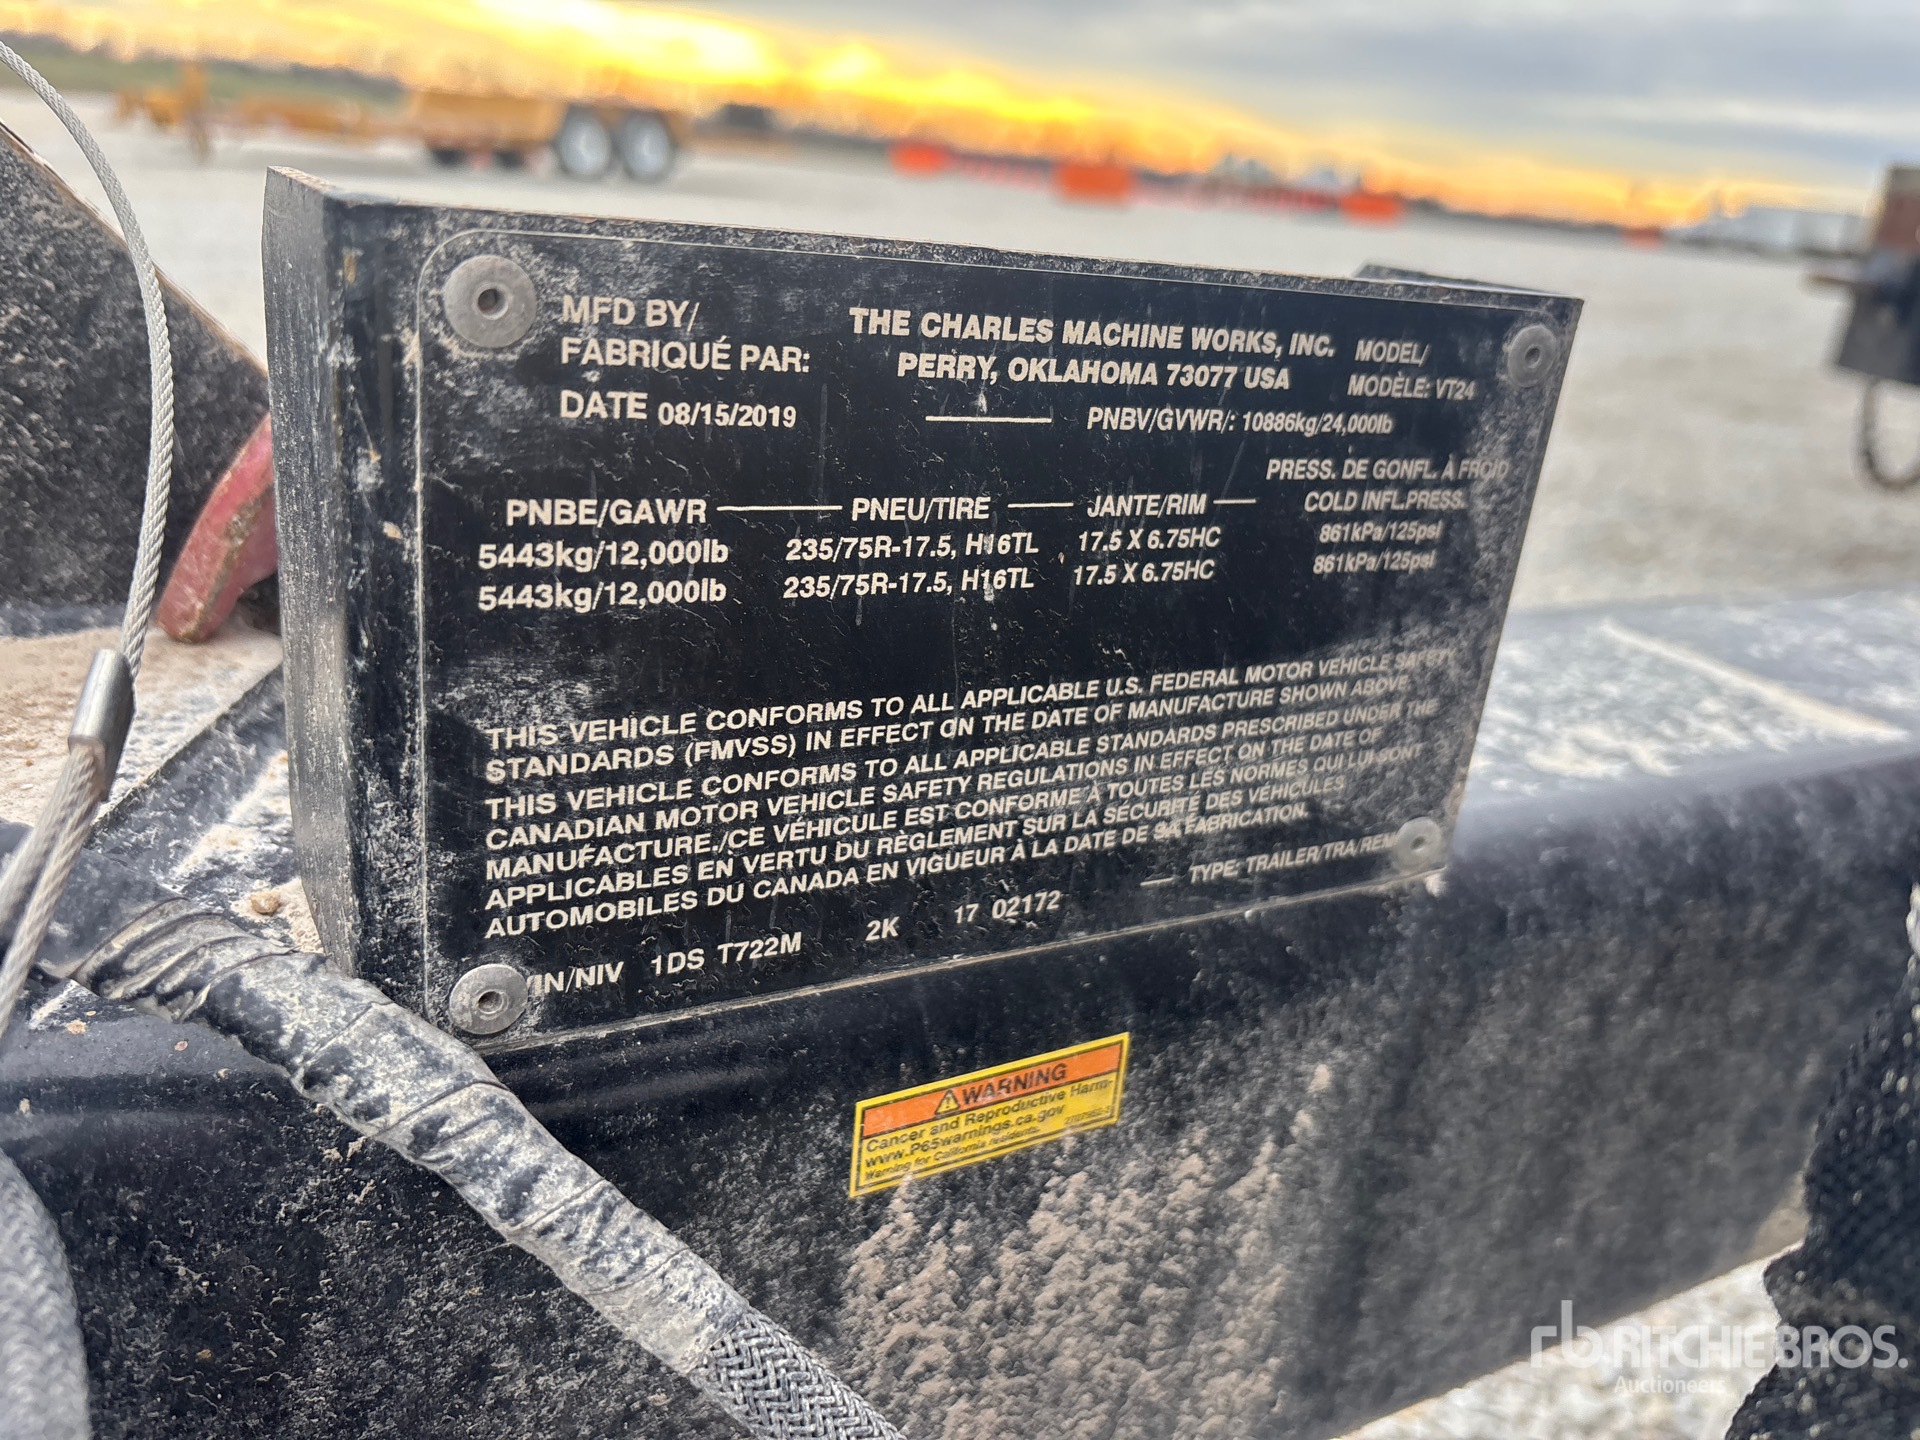 MFD BY/ THE CHARLES MACHINE WORKS, INC. MODEL/
FABRIQUÉ PAR: PERRY, OKLAHOMA 73077 USA MODÈLE: VT24
DATE 08/15/2019 PNBV/GVWR/: 10886kg/24,000lb
PRESS. DE GONFL. À FROID
PNBE/GAWR PNEU/TIRE JANTE/RIM COLD INFL.PRESS.
5443kg/12,000lb 235/75R-17.5, H16TL 17.5 X 6.75HC 861kPa/125psi
5443kg/12,000lb 235/75R-17.5, H16TL 17.5 X 6.75HC 861kPa/125psi
THIS VEHICLE CONFORMS TO ALL APPLICABLE U.S. FEDERAL MOTOR VEHICLE SAFETY
STANDARDS (FMVSS) IN EFFECT ON THE DATE OF MANUFACTURE SHOWN ABOVE.
THIS VEHICLE CONFORMS TO ALL APPLICABLE STANDARDS PRESCRIBED UNDER THE
CANADIAN MOTOR VEHICLE SAFETY REGULATIONS IN EFFECT ON THE DATE OF
MANUFACTURE./CE VÉHICULE EST CONFORME À TOUTES LES NORMES QUI LUI SONT
APPLICABLES EN VERTU DU RÈGLEMENT SUR LA SÉCURITÉ DES VÉHICULES
AUTOMOBILES DU CANADA EN VIGUEUR À LA DATE DE SA FABRICATION.
VIN/NIV 1DS T722M 2K 17 02172 TYPE: TRAILER/TRA/REM
WARNING
Cancer and Reproductive Harm-
www.P65warnings.ca.gov
Warning for California residents.
rb RITCHIE BROS.
Auctioneers